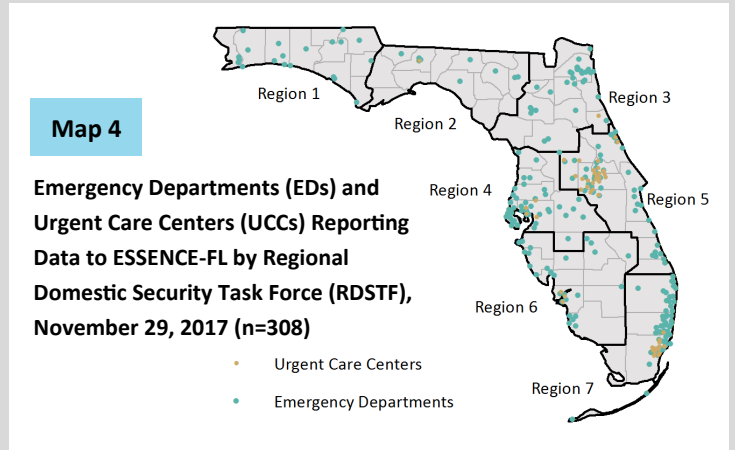 Map 4
Emergency Departments (EDs) and
Urgent Care Centers (UCCs) Reporting
Data to ESSENCE-FL by Regional
Domestic Security Task Force (RDSTF),
November 29, 2017 (n=308)
Region 1
Region 2
Region 3
Region 4
Region 5
Region 6
Region 7
Urgent Care Centers
Emergency Departments